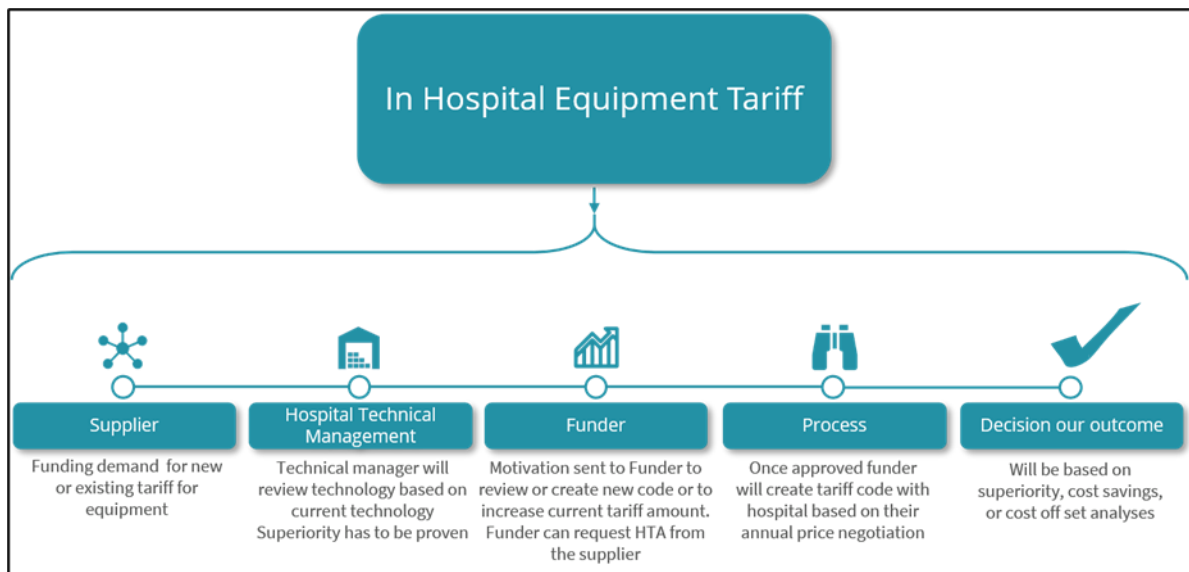 In Hospital Equipment Tariff
Supplier
Funding demand for new
or existing tariff for
equipment
Hospital Technical
Management
Technical manager will
review technology based on
current technology
Superiority has to be proven
Funder
Motivation sent to Funder to
review or create new code or to
increase current tariff amount.
Funder can request HTA from
the supplier
Process
Once approved funder
will create tariff code with
hospital based on their
annual price negotiation
Decision our outcome
Will be based on
superiority, cost savings,
or cost off set analyses